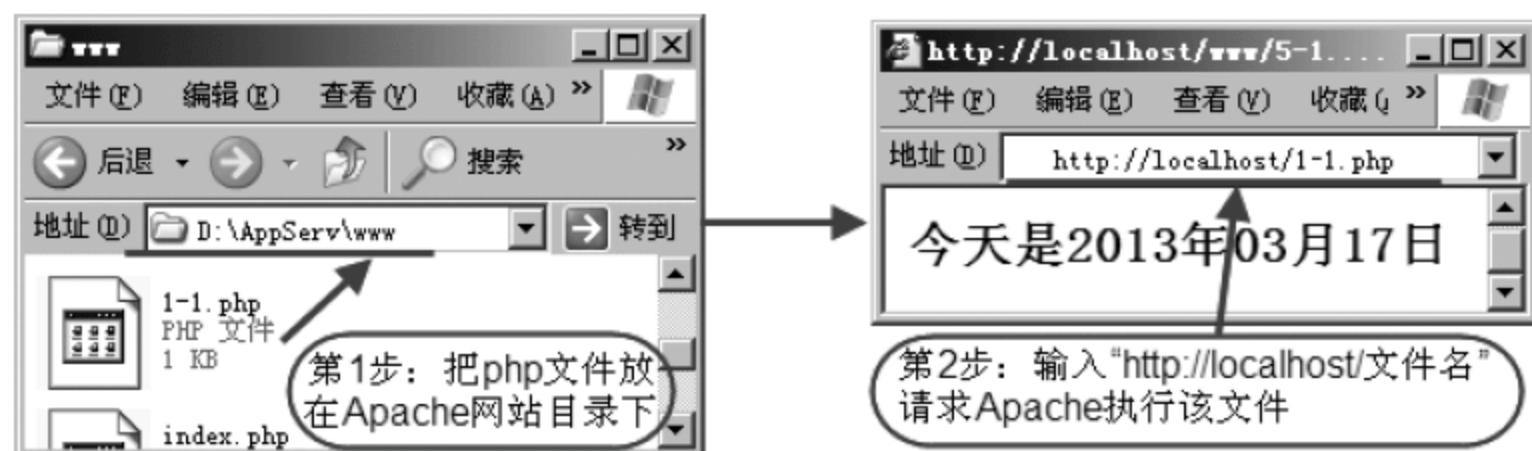 www
文件(F) 编辑(E) 查看(V) 收藏(A) »
后退 搜索 »
地址(D) D:\AppServ\www 转到
1-1.php
PHP 文件
1 KB
index.php
第1步：把php文件放
在Apache网站目录下
http://localhost/www/5-1....
文件(F) 编辑(E) 查看(V) 收藏( »
地址(D) http://localhost/1-1.php
今天是2013年03月17日
第2步：输入“http://localhost/文件名”
请求Apache执行该文件